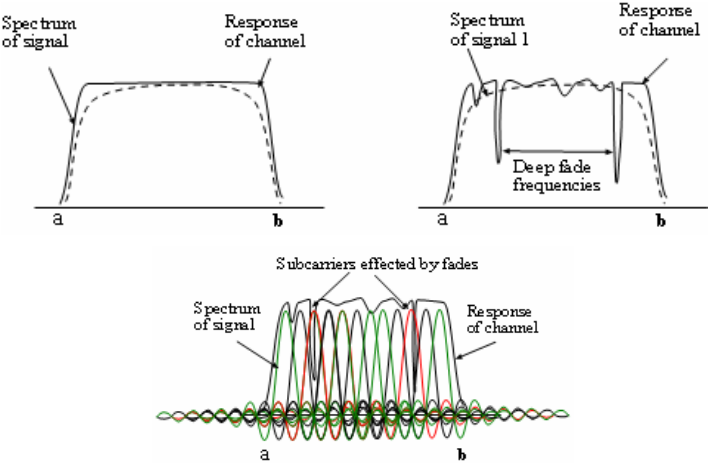 Spectrum
of signal
Response
of channel
a
b
Spectrum
of signal 1
Response
of channel
Deep fade
frequencies
a
b
Subcarriers effected by fades
Spectrum
of signal
Response
of channel
a
b